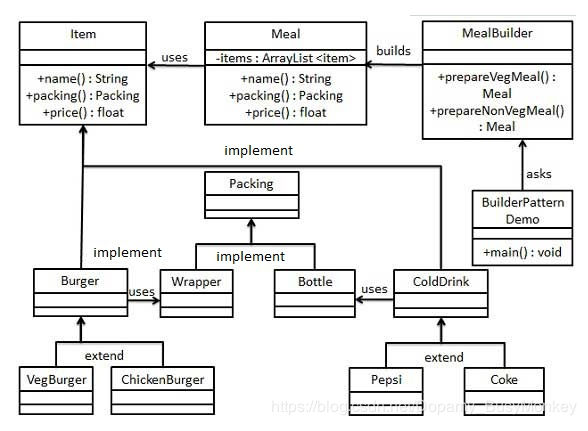 Item
+name() : String
+packing() : Packing
+price() : float
uses
Meal
-items : ArrayList <item>
+name() : String
+packing() : Packing
+price() : float
builds
MealBuilder
+prepareVegMeal() :
Meal
+prepareNonVegMeal()
: Meal
implement
asks
Packing
BuilderPattern
Demo
+main() : void
implement
implement
Burger
uses
Wrapper
Bottle
uses
ColdDrink
extend
extend
VegBurger
ChickenBurger
Pepsi
Coke
https://blog.csdn.net/Dopamy_BusyMonkey